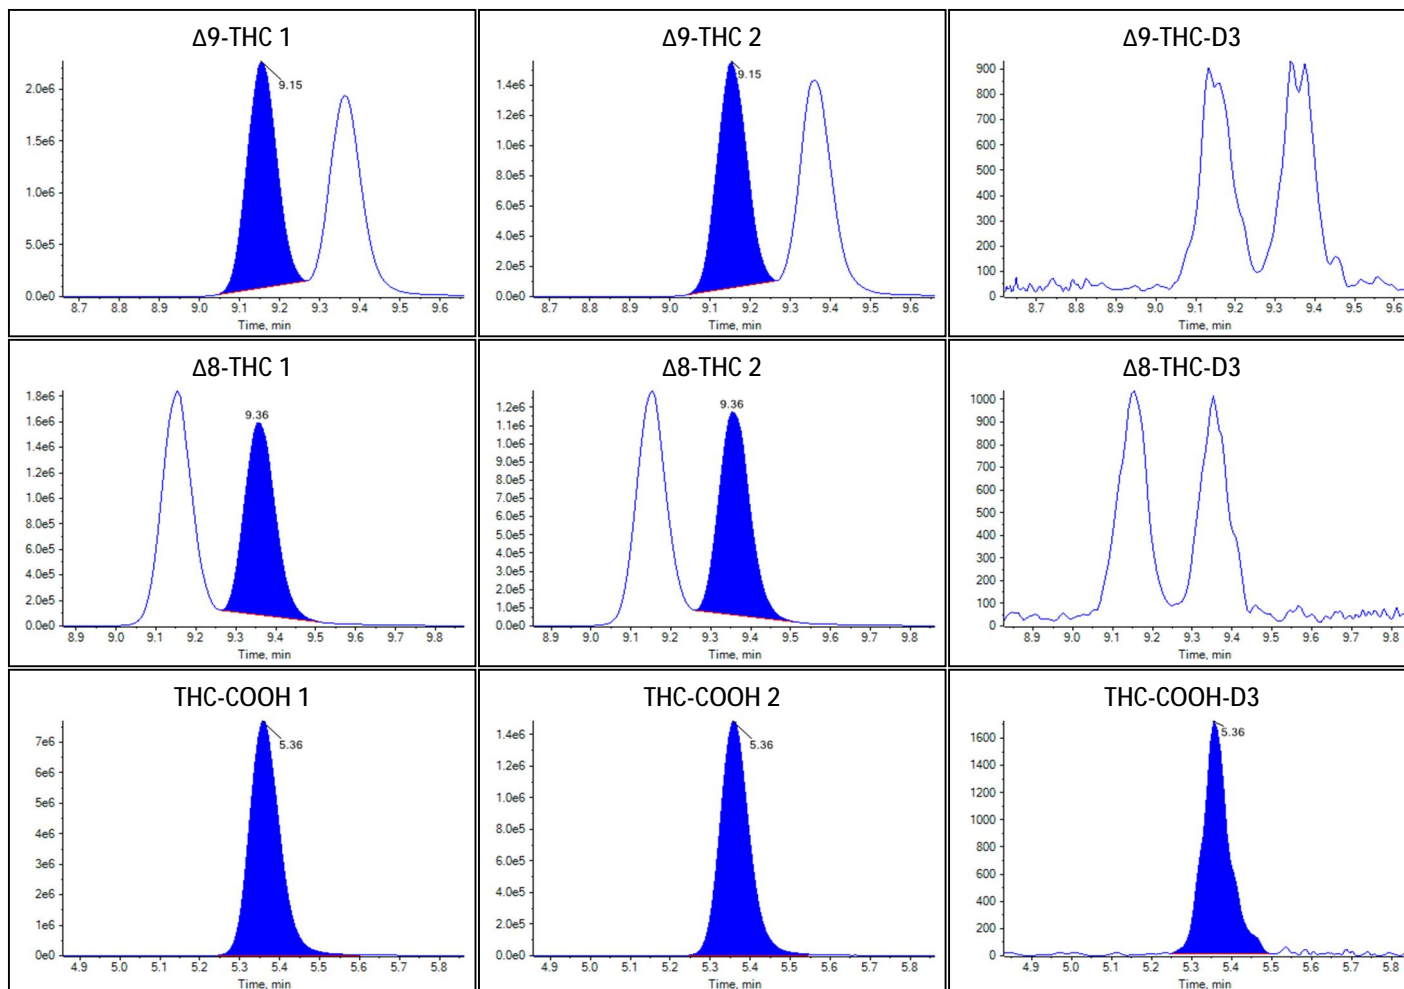 Δ9-THC 1
2.0e6
1.5e6
1.0e6
5.0e5
0.0e0
9.15
8.7 8.8 8.9 9.0 9.1 9.2 9.3 9.4 9.5 9.6
Time, min
Δ9-THC 2
1.4e6
1.2e6
1.0e6
8.0e5
6.0e5
4.0e5
2.0e5
0.0e0
9.15
8.7 8.8 8.9 9.0 9.1 9.2 9.3 9.4 9.5 9.6
Time, min
Δ9-THC-D3
900
800
700
600
500
400
300
200
100
0
8.7 8.8 8.9 9.0 9.1 9.2 9.3 9.4 9.5 9.6
Time, min
Δ8-THC 1
1.8e6
1.6e6
1.4e6
1.2e6
1.0e6
8.0e5
6.0e5
4.0e5
2.0e5
0.0e0
9.36
8.9 9.0 9.1 9.2 9.3 9.4 9.5 9.6 9.7 9.8
Time, min
Δ8-THC 2
1.2e6
1.1e6
1.0e6
9.0e5
8.0e5
7.0e5
6.0e5
5.0e5
4.0e5
3.0e5
2.0e5
1.0e5
0.0e0
9.36
8.9 9.0 9.1 9.2 9.3 9.4 9.5 9.6 9.7 9.8
Time, min
Δ8-THC-D3
1000
900
800
700
600
500
400
300
200
100
0
8.9 9.0 9.1 9.2 9.3 9.4 9.5 9.6 9.7 9.8
Time, min
THC-COOH 1
7e6
6e6
5e6
4e6
3e6
2e6
1e6
0e0
5.36
4.9 5.0 5.1 5.2 5.3 5.4 5.5 5.6 5.7 5.8
Time, min
THC-COOH 2
1.4e6
1.2e6
1.0e6
8.0e5
6.0e5
4.0e5
2.0e5
0.0e0
5.36
4.9 5.0 5.1 5.2 5.3 5.4 5.5 5.6 5.7 5.8
Time, min
THC-COOH-D3
1600
1400
1200
1000
800
600
400
200
0
5.36
4.9 5.0 5.1 5.2 5.3 5.4 5.5 5.6 5.7 5.8
Time, min